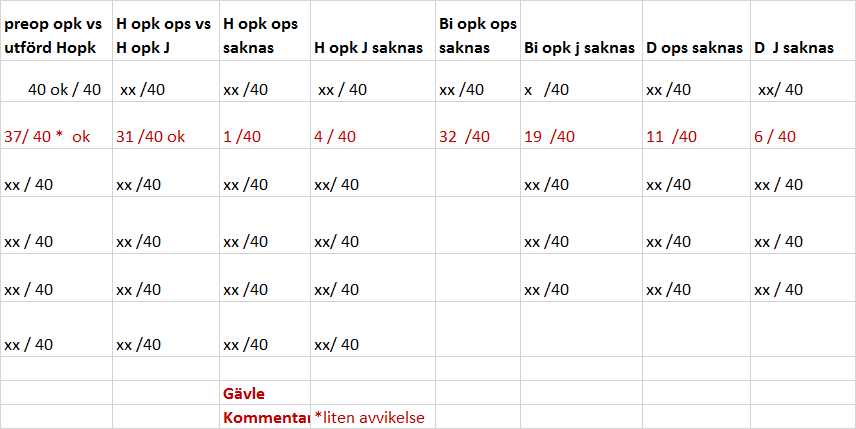 preop opk vs utförd Hopk H opk ops vs H opk J H opk ops saknas H opk J saknas Bi opk ops saknas Bi opk j saknas D ops saknas D J saknas
40 ok / 40 xx /40 xx /40 xx / 40 xx /40 x /40 xx /40 xx/ 40
37/ 40 * ok 31 /40 ok 1 /40 4 / 40 32 /40 19 /40 11 /40 6 / 40
xx / 40 xx /40 xx /40 xx/ 40 xx /40 xx /40 xx / 40
xx / 40 xx /40 xx /40 xx/ 40 xx /40 xx /40 xx / 40
xx / 40 xx /40 xx /40 xx/ 40 xx /40 xx /40 xx / 40
xx / 40 xx /40 xx /40 xx/ 40
Gävle
Kommentar *liten avvikelse